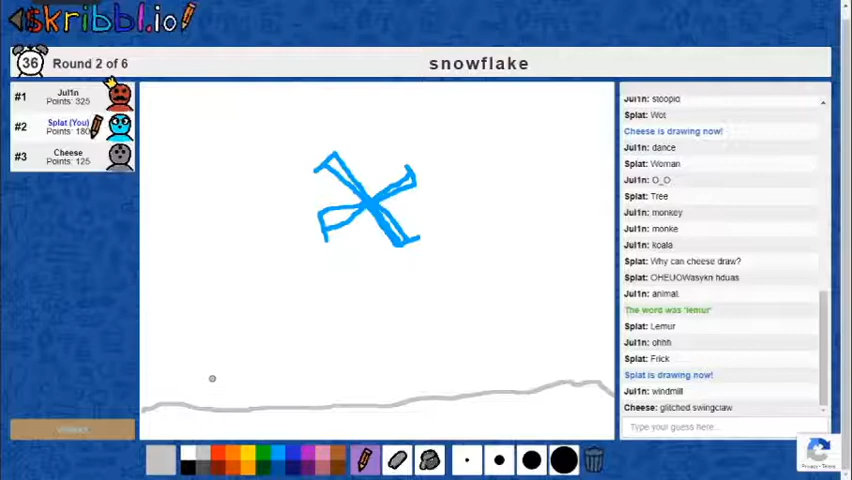 skribbl.io
36
Round 2 of 6
snowflake
#1
Jul1n
Points: 325
#2
Splat (You)
Points: 180
#3
Cheese
Points: 125
Jul1n: stoopid
Splat: Wot
Cheese is drawing now!
Jul1n: dance
Splat: Woman
Jul1n: O_O
Splat: Tree
Jul1n: monkey
Jul1n: monke
Jul1n: koala
Splat: Why can cheese draw?
Splat: OHEUOWasykn hduas
Jul1n: animal
The word was 'lemur'
Splat: Lemur
Jul1n: ohhh
Splat: Frick
Splat is drawing now!
Jul1n: windmill
Cheese: glitched swingclaw
Type your guess here...
Privacy - Terms